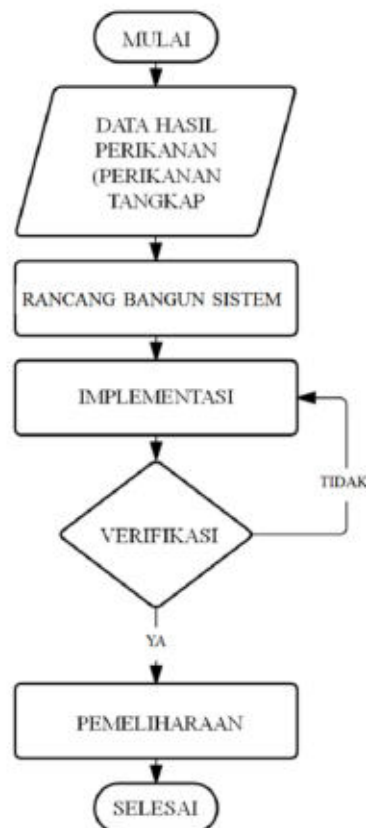 MULAI
DATA HASIL
PERIKANAN
(PERIKANAN
TANGKAP
RANCANG BANGUN SISTEM
IMPLEMENTASI
TIDAK
VERIFIKASI
YA
PEMELIHARAAN
SELESAI